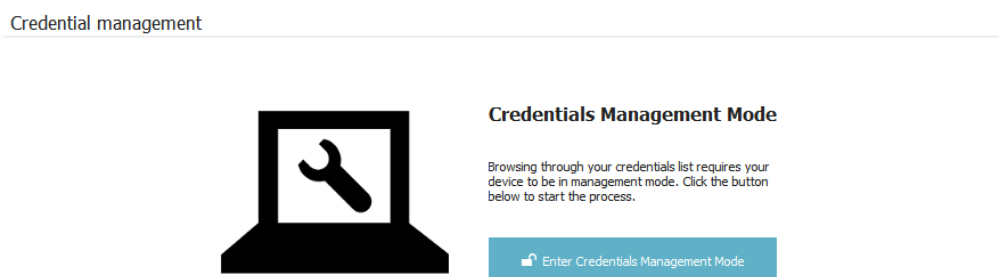 Credential management
Credentials Management Mode
Browsing through your credentials list requires your
device to be in management mode. Click the button
below to start the process.
Enter Credentials Management Mode